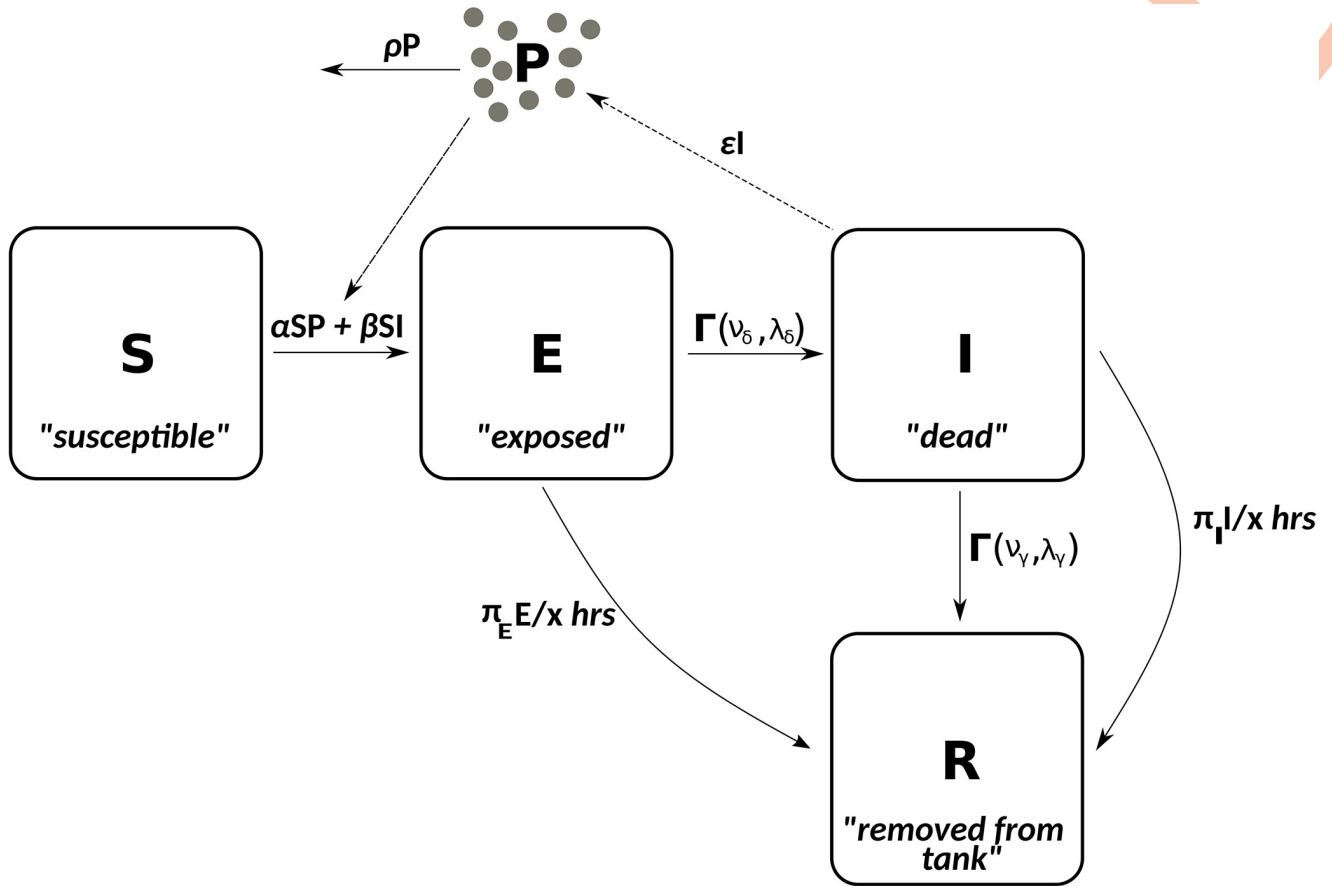 ρP
P
εI
αSP + βSI
Γ(ν_δ,λ_δ)
S
E
I
"susceptible"
"exposed"
"dead"
π_I I/x hrs
Γ(ν_γ,λ_γ)
π_E E/x hrs
R
"removed from
tank"